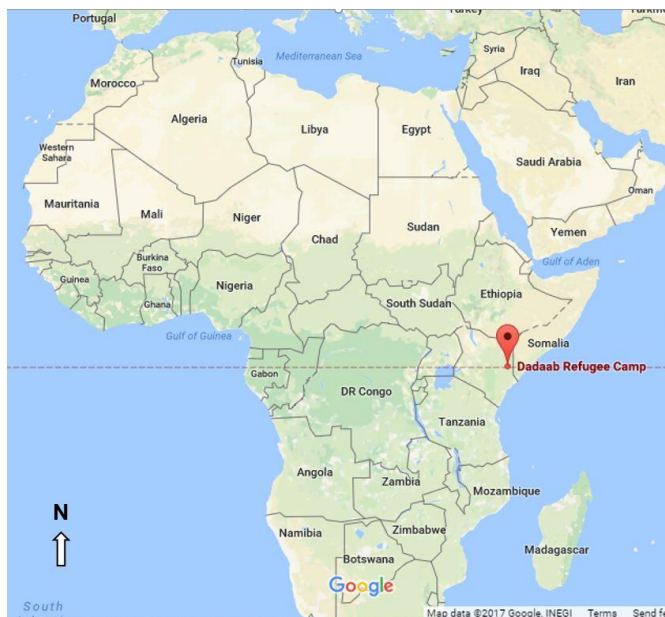 Portugal
Turkey
Turkme
Mediterranean Sea
Syria
Tunisia
Morocco
Iraq
Iran
Algeria
Libya
Egypt
Western
Sahara
Saudi Arabia
Oman
Mauritania
Mali
Niger
Chad
Sudan
Yemen
Gulf of Aden
Burkina
Faso
Guinea
Nigeria
Ghana
South Sudan
Ethiopia
Gulf of Guinea
Somalia
Gabon
Dadaab Refugee Camp
DR Congo
Tanzania
Angola
Zambia
Mozambique
N
Namibia
Zimbabwe
Botswana
Madagascar
Google
South
Map data ©2017 Google, INEGI Terms Send fe